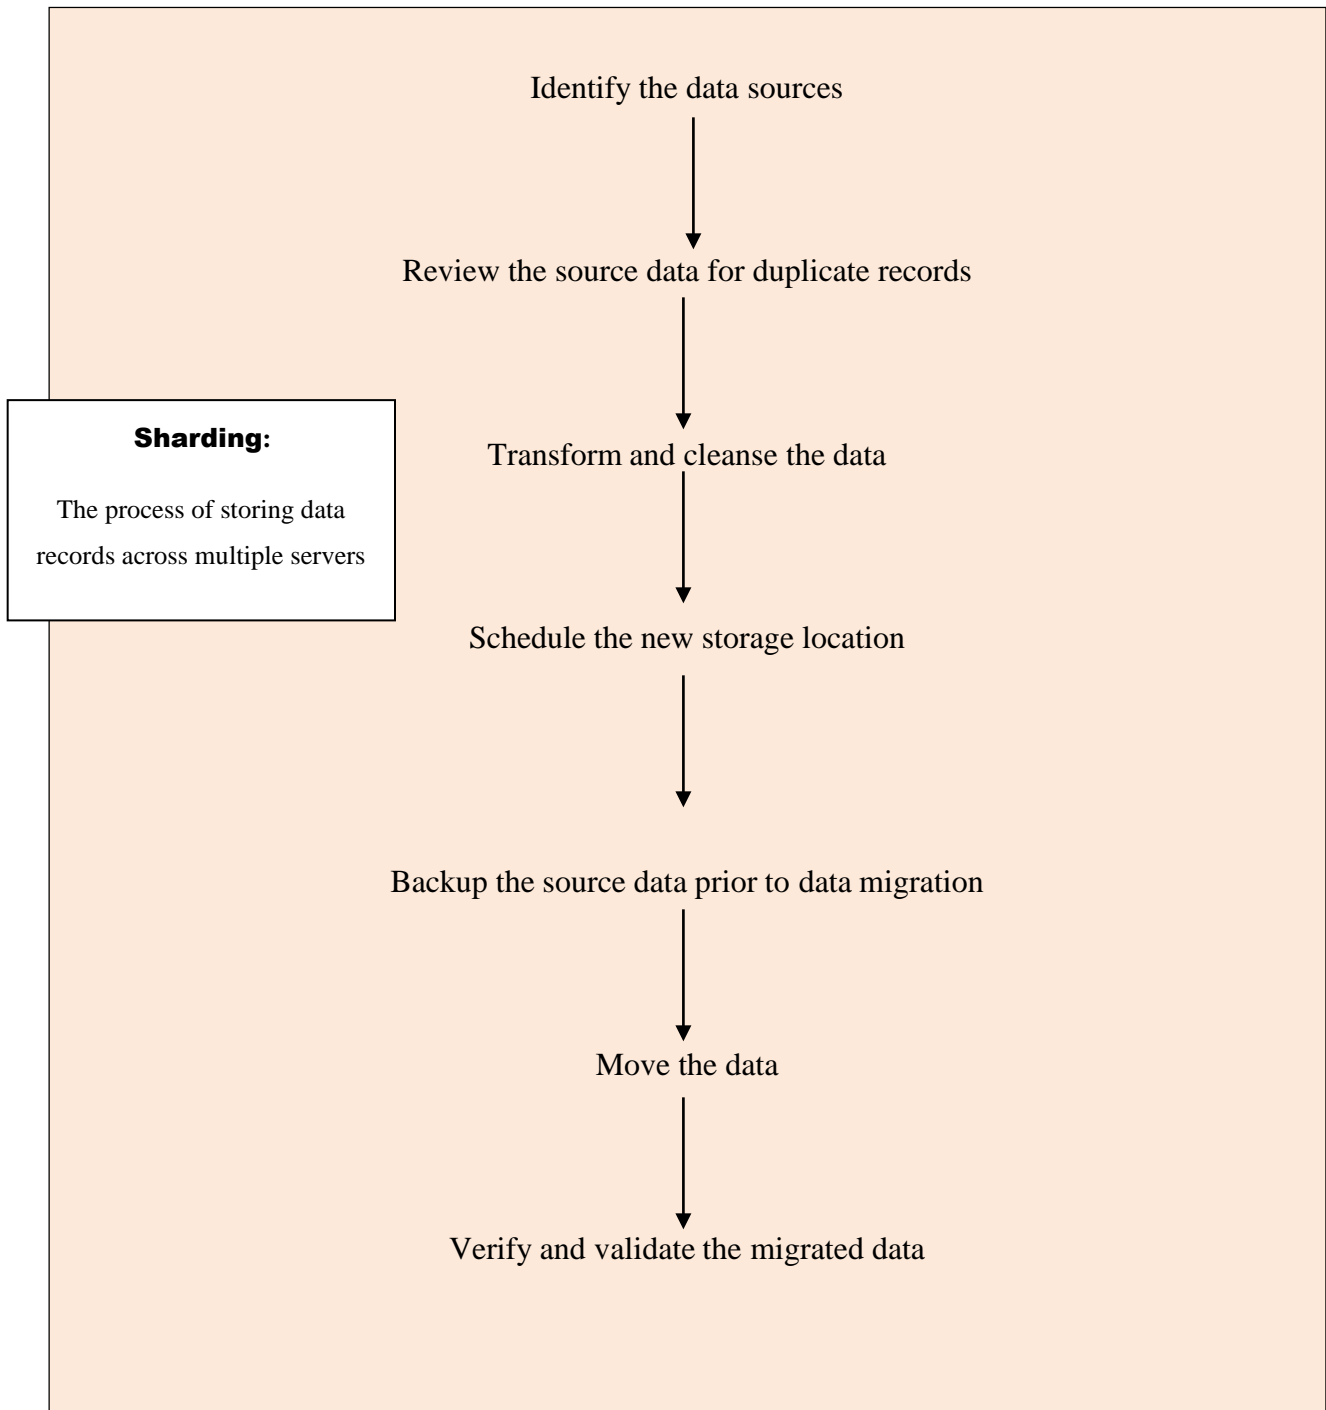 Identify the data sources
Review the source data for duplicate records
Sharding:
The process of storing data
records across multiple servers
Transform and cleanse the data
Schedule the new storage location
Backup the source data prior to data migration
Move the data
Verify and validate the migrated data